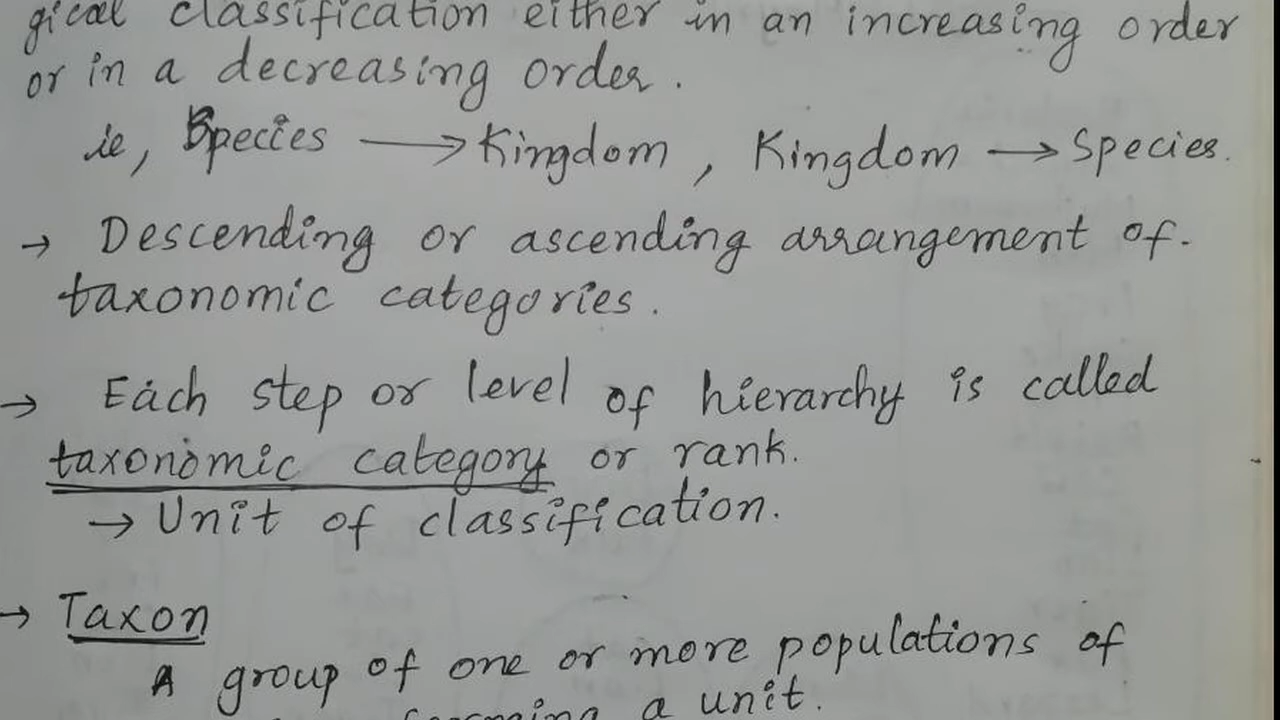 gical classification either in an increasing order
or in a decreasing order.
ie, Species → Kingdom, Kingdom → Species.
→ Descending or ascending arrangement of.
taxonomic categories.
→ Each step or level of hierarchy is called
taxonomic category or rank.
→ Unit of classification.
→ Taxon
A group of one or more populations of
a unit.